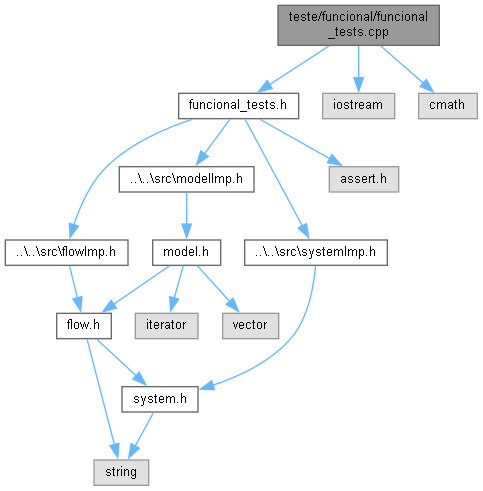 teste/funcional/funcional
_tests.cpp
funcional_tests.h
iostream
cmath
..\..\src\modelImp.h
assert.h
..\..\src\flowImp.h
model.h
..\..\src\systemImp.h
flow.h
iterator
vector
system.h
string